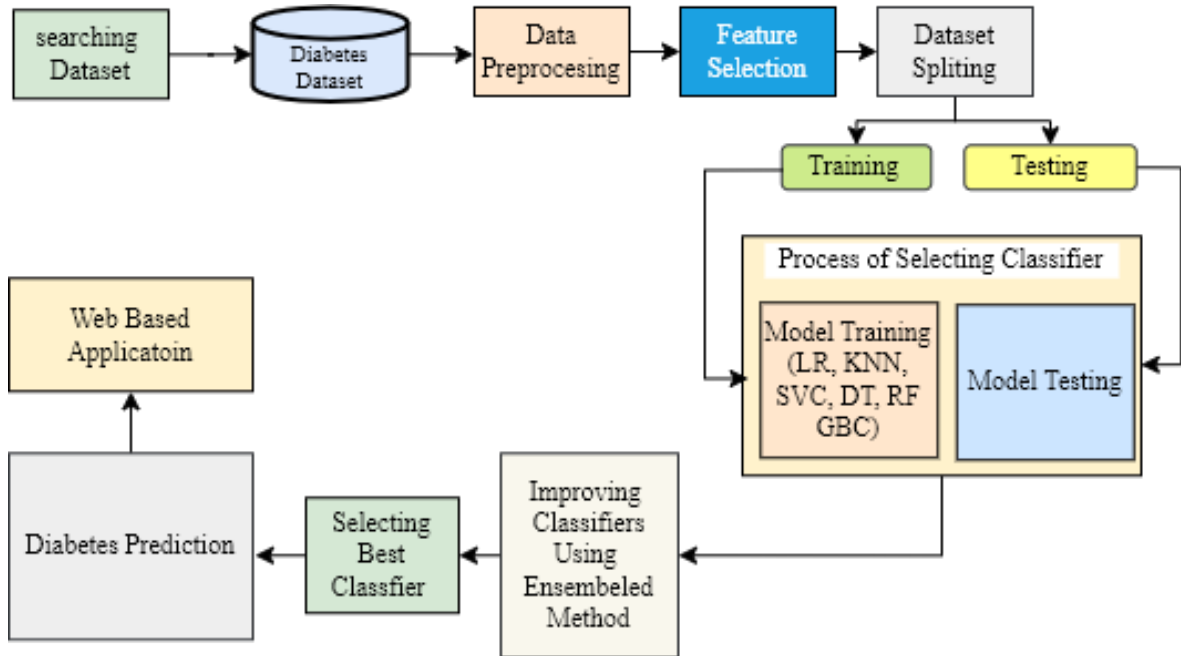 searching
Dataset
Diabetes
Dataset
Data
Preprocesing
Feature
Selection
Dataset
Spliting
Training
Testing
Process of Selecting Classifier
Model Training
(LR, KNN,
SVC, DT, RF
GBC)
Model Testing
Web Based
Applicatoin
Diabetes Prediction
Selecting
Best
Classfier
Improving
Classifiers
Using
Ensembeled
Method